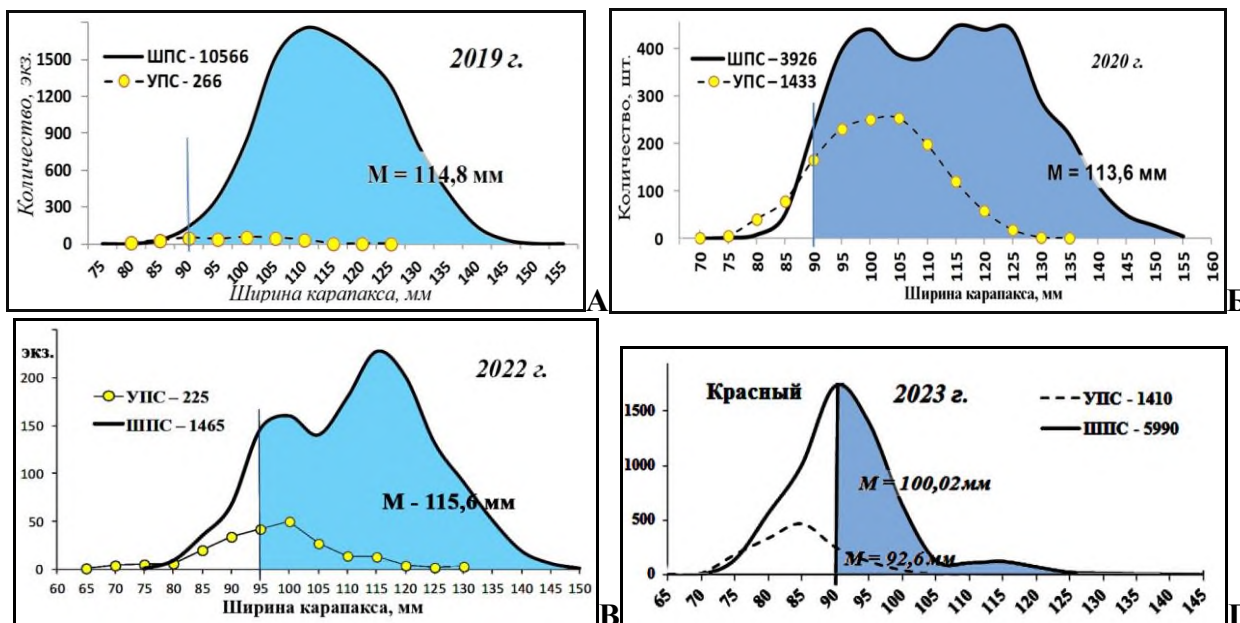 1500
1200
900
600
300
0
Количество, экз.
ШПС - 10566
УПС - 266
2019 г.
М = 114,8 мм
75 80 85 90 95 100 105 110 115 120 125 130 135 140 145 150 155
Ширина карапакса, мм
А
400
300
200
100
0
Количество, шт.
ШПС – 3926
УПС – 1433
2020 г.
М = 113,6 мм
70 75 80 85 90 95 100 105 110 115 120 125 130 135 140 145 150 155 160
Ширина карапакса, мм
Б
экз.
200
150
100
50
0
УПС – 225
ШПС – 1465
2022 г.
М - 115,6 мм
60 65 70 75 80 85 90 95 100 105 110 115 120 125 130 135 140 145 150
Ширина карапакса, мм
В
1500
1000
500
0
Красный
2023 г.
УПС - 1410
ШПС - 5990
М = 100,02мм
М = 92,6мм
65 70 75 80 85 90 95 100 105 110 115 120 125 130 135 140 145